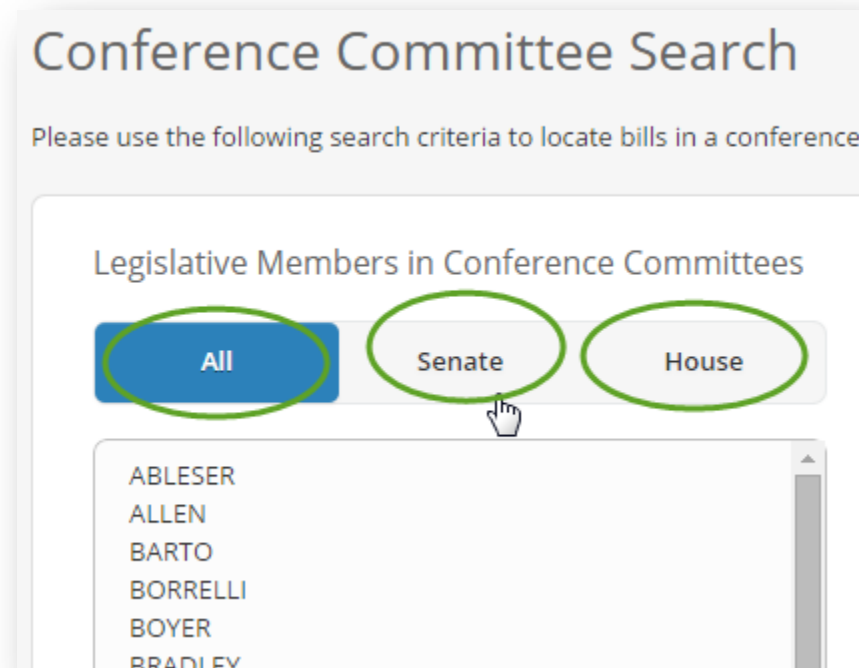 Conference Committee Search
Please use the following search criteria to locate bills in a conference
Legislative Members in Conference Committees
All Senate House
ABLESER
ALLEN
BARTO
BORRELLI
BOYER
BRADLEY